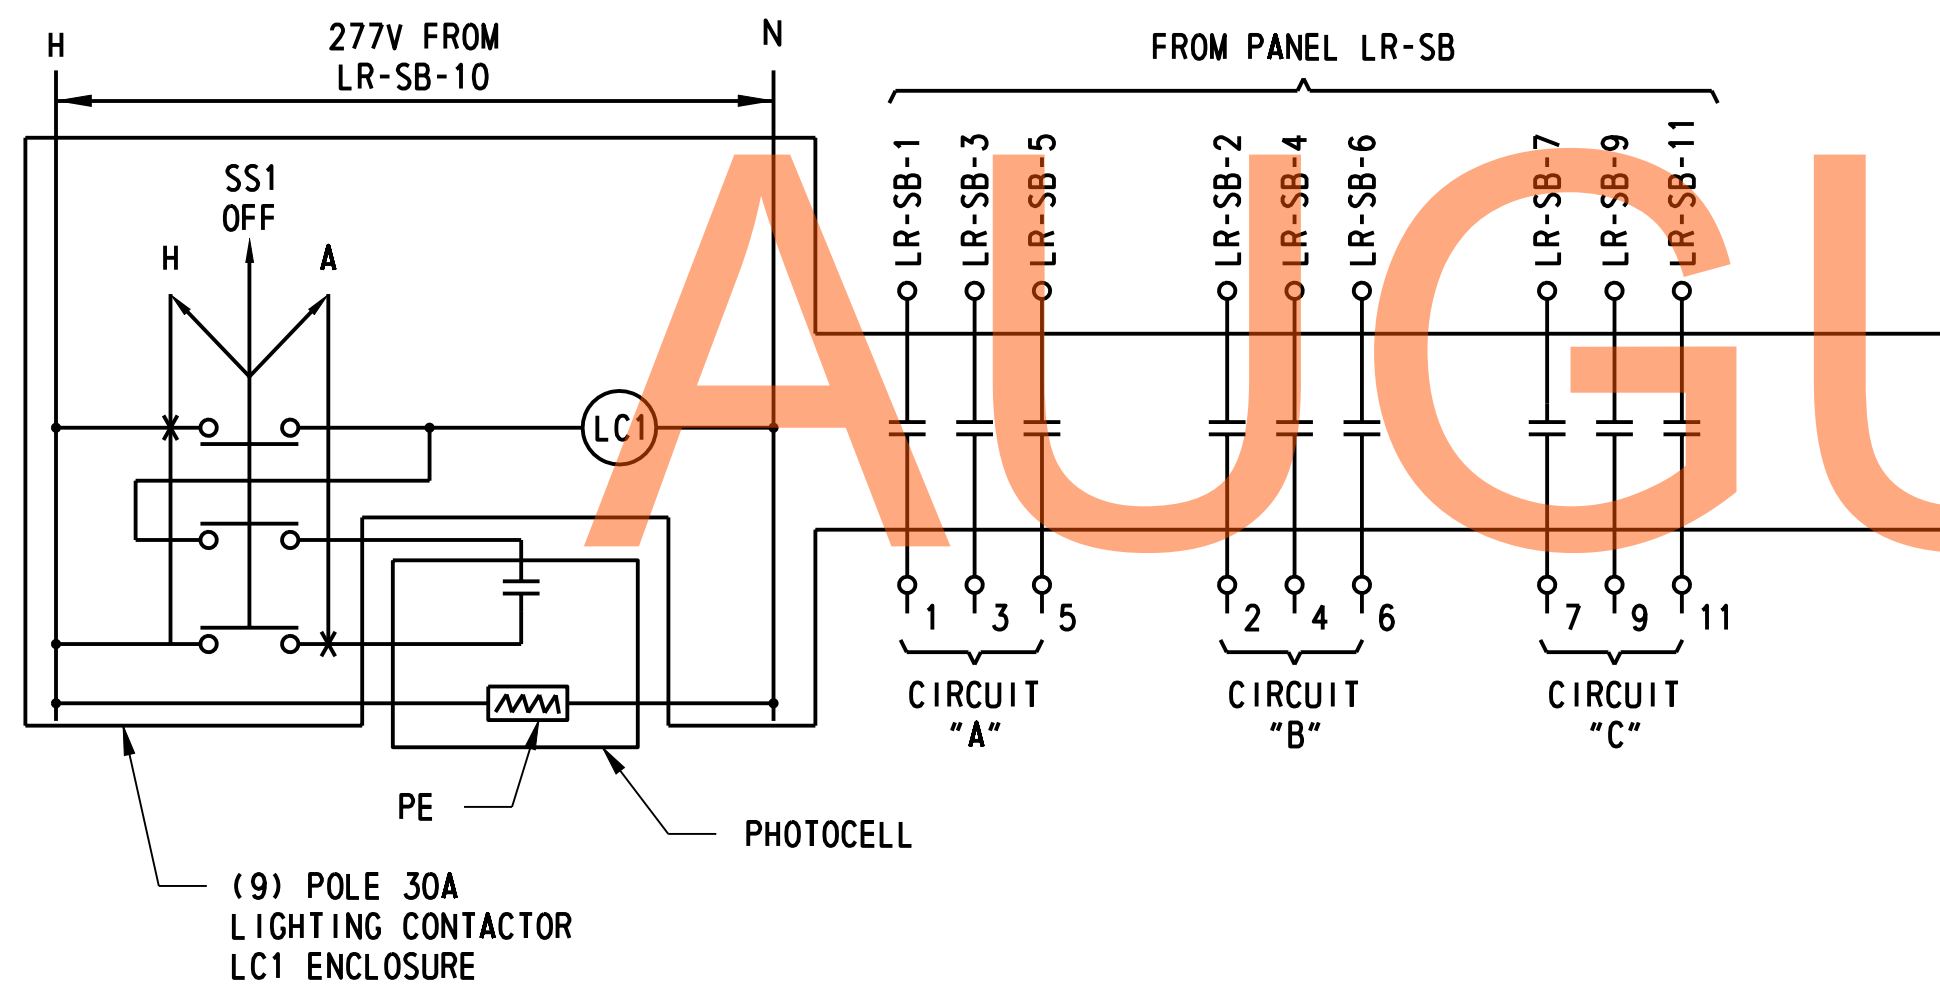 H
277V FROM
LR-SB-10
N
FROM PANEL LR-SB
SS1
OFF
H
A
LC1
LR-SB-1
LR-SB-3
LR-SB-5
LR-SB-2
LR-SB-4
LR-SB-6
LR-SB-7
LR-SB-9
LR-SB-11
AUGU
1
3
5
2
4
6
7
9
11
CIRCUIT
"A"
CIRCUIT
"B"
CIRCUIT
"C"
PE
PHOTOCELL
(9) POLE 30A
LIGHTING CONTACTOR
LC1 ENCLOSURE